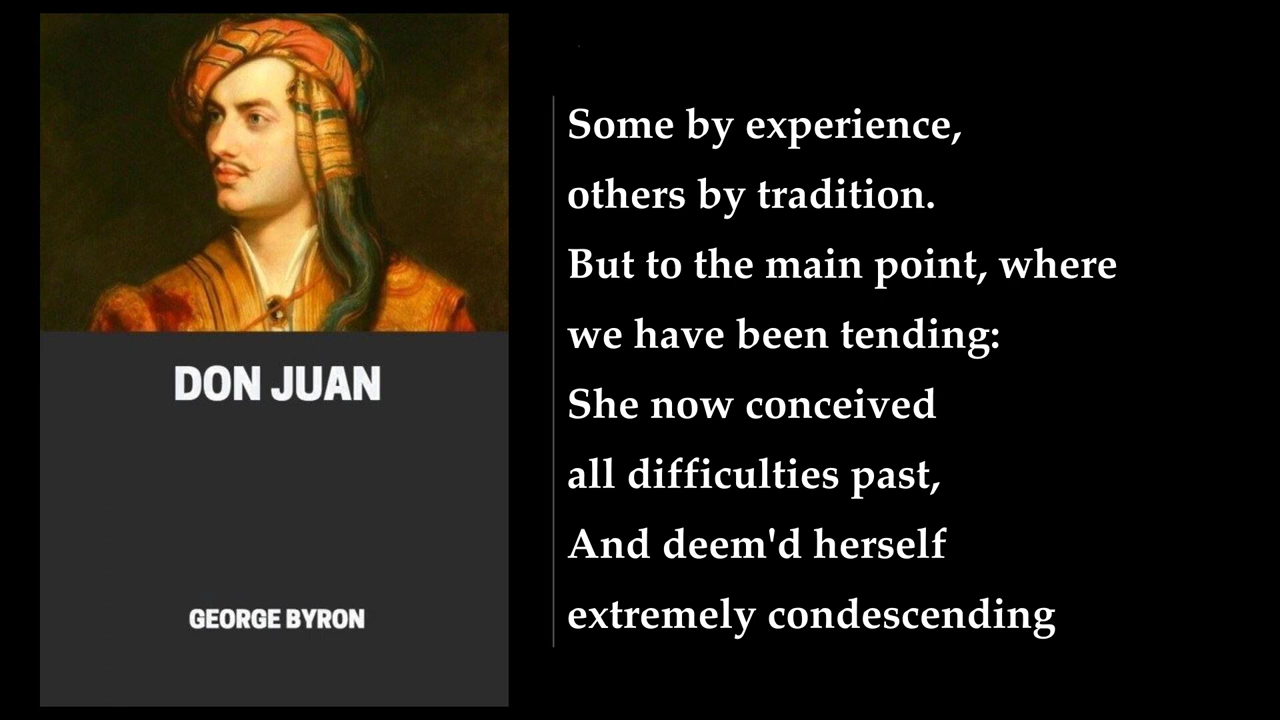 DON JUAN
GEORGE BYRON
Some by experience,
others by tradition.
But to the main point, where
we have been tending:
She now conceived
all difficulties past,
And deem'd herself
extremely condescending